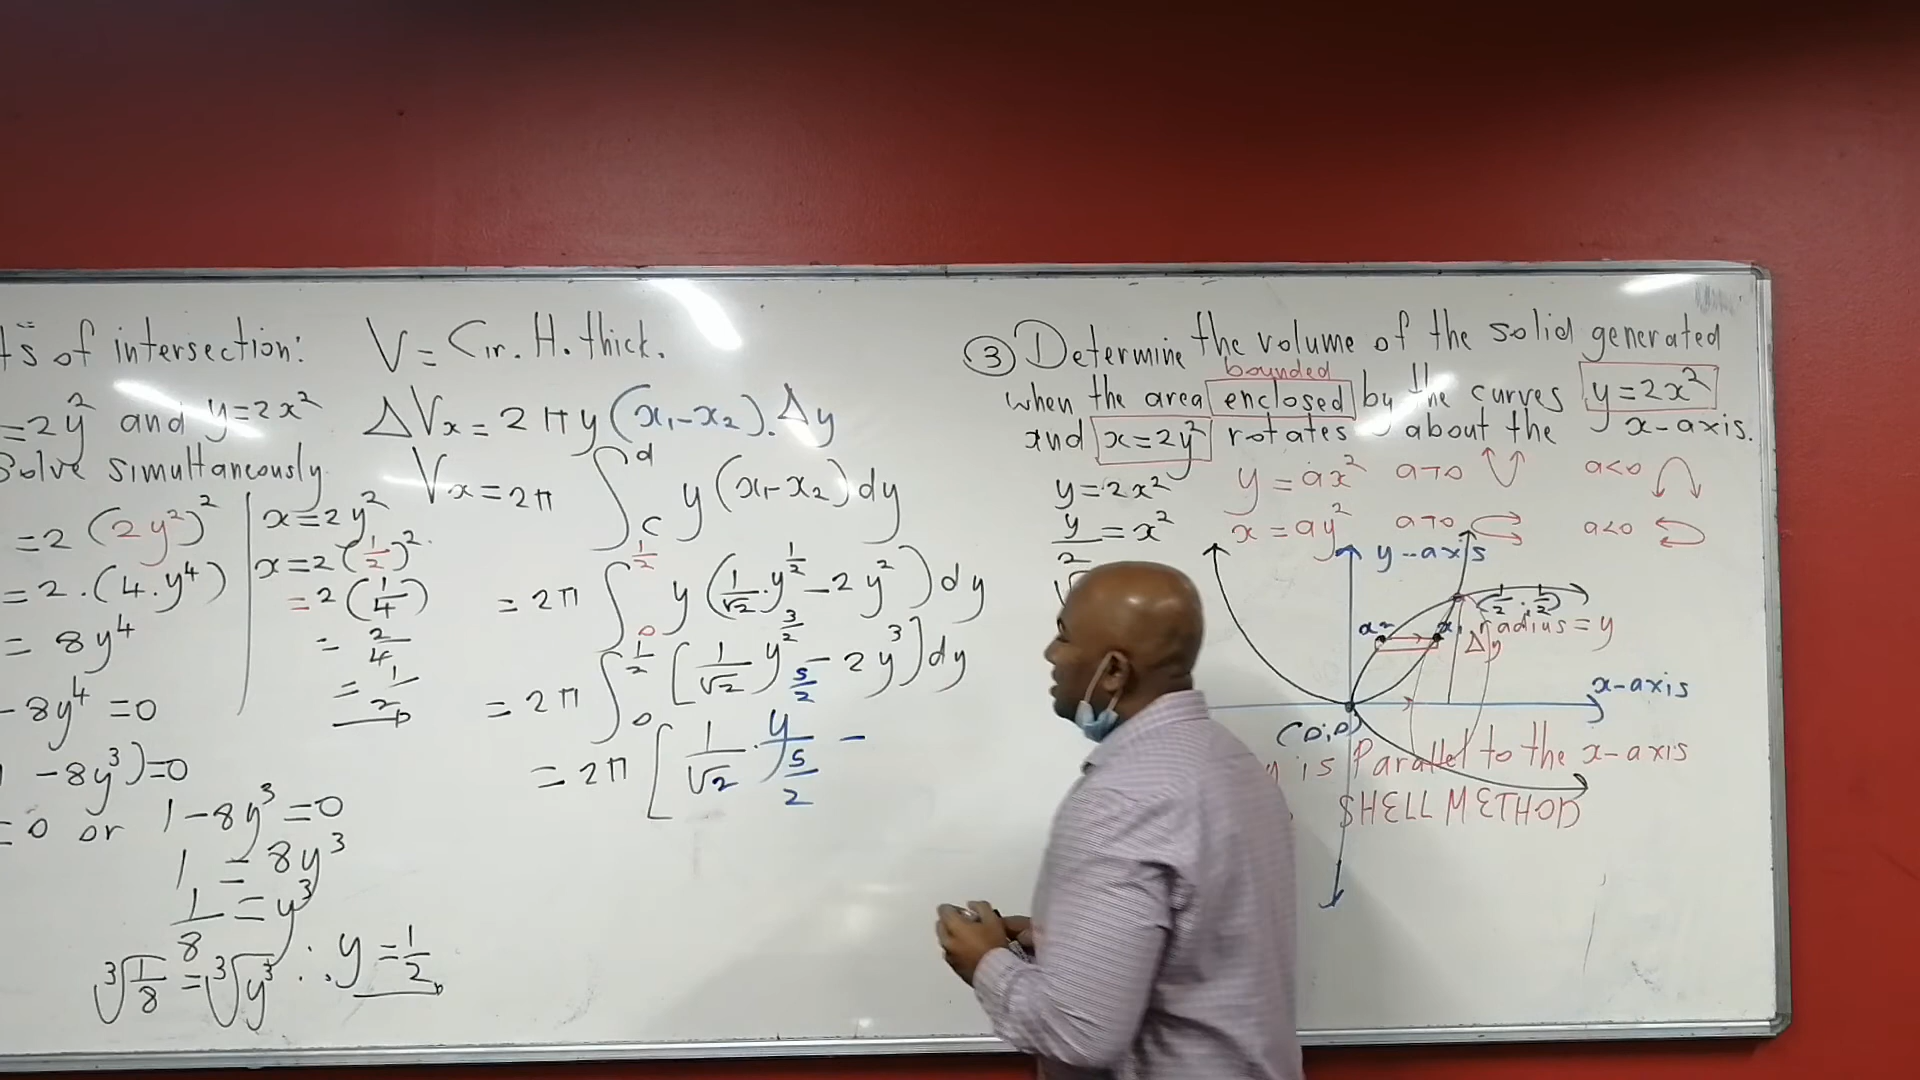 ts of intersection:
=2y² and y=2x²
Solve simultaneously
=2(2y²)²
=2.(4.y⁴)
= 8y⁴
-8y⁴=0
-8y³)=0
=0 or 1-8y³=0
1 = 8y³
1/8 = y³
³√(1/8) = ³√(y³) ∴ y = 1/2
x=2y²
x=2(1/2)²
=2(1/4)
= 2/4
= 1/2
V = Cir. H. thick.
ΔVx = 2πy(x₁-x₂).Δy
Vx = 2π ∫_c^d y(x₁-x₂)dy
= 2π ∫_0^{1/2} y(1/√2 . y^{1/2} - 2y²)dy
= 2π ∫_0^{1/2} [1/√2 y^{3/2} - 2y³]dy
= 2π [1/√2 . y^{5/2}/(5/2) -
③ Determine the volume of the solid generated
bounded
when the area enclosed by the curves y=2x²
and x=2y² rotates about the x-axis.
y=2x²
y/2 = x²
y = ax² a>0 a<0
x = ay² a>0 a<0
y-axis
(1/2 ; 1/2)
x₂ x₁ radius = y
Δy
x-axis
(0;0)
is Parallel to the x-axis
SHELL METHOD